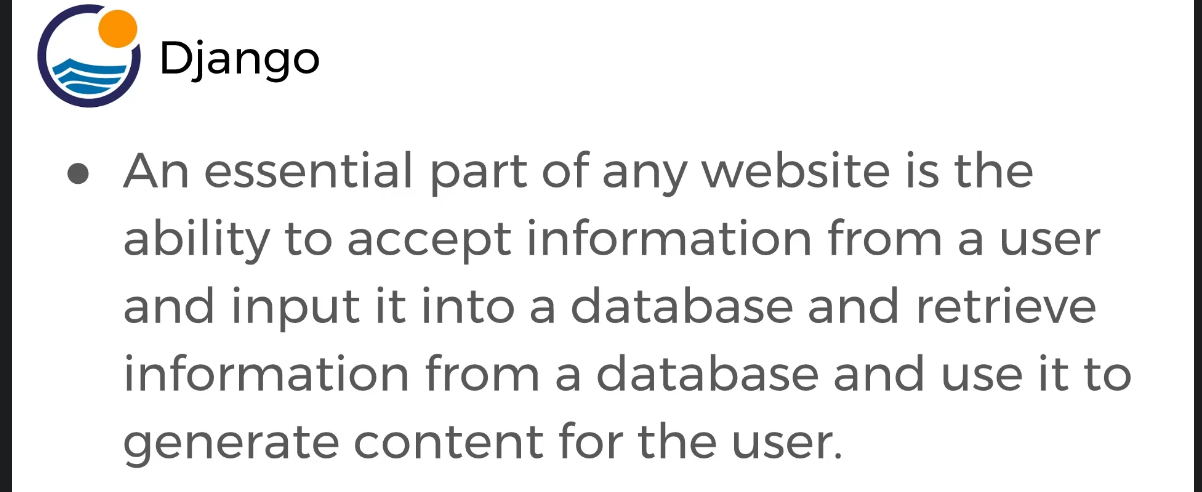 Django
● An essential part of any website is the
ability to accept information from a user
and input it into a database and retrieve
information from a database and use it to
generate content for the user.